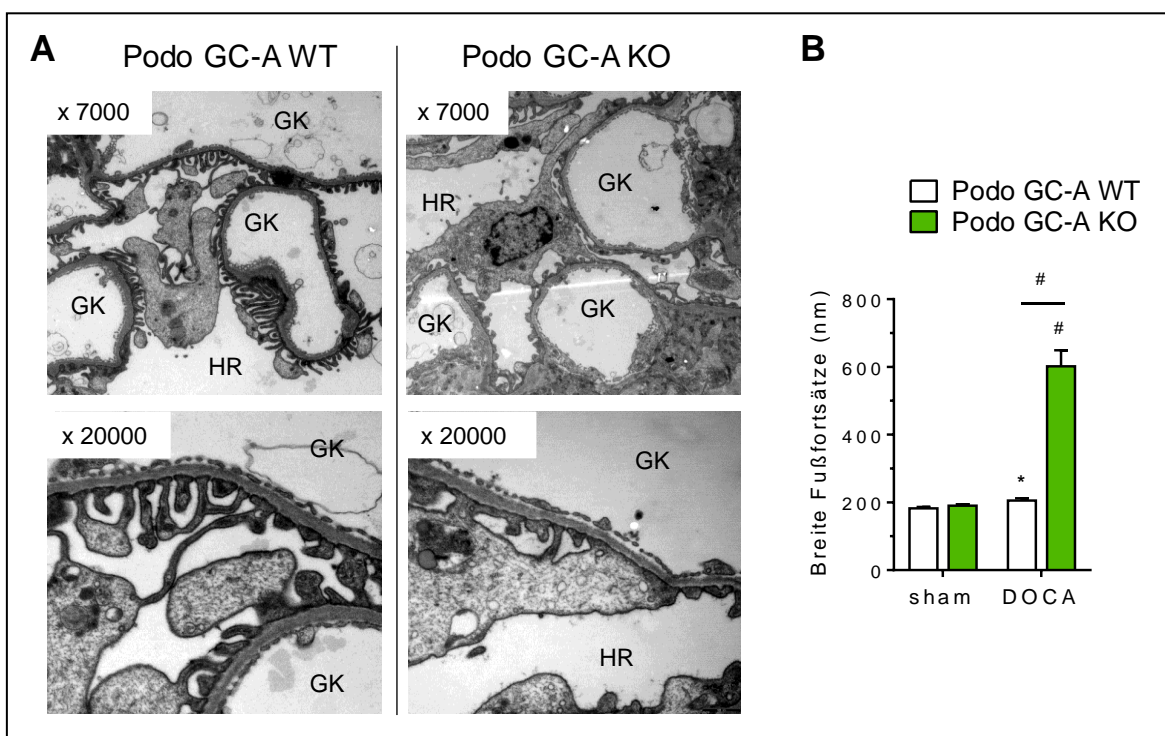 A
Podo GC-A WT
Podo GC-A KO
x 7000
GK
GK
GK
HR
x 7000
GK
HR
GK
GK
x 20000
GK
GK
x 20000
GK
HR
B
Podo GC-A WT
Podo GC-A KO
Breite Fußfortsätze (nm)
800
600
400
200
0
#
#
*
sham
DOCA